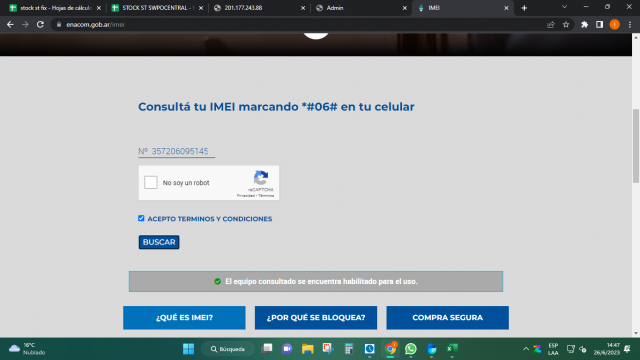 stock st fix - Hojas de cálculo
STOCK ST SWPOCENTRAL -
201.177.243.88
Admin
IMEI
enacom.gob.ar/imei
Consultá tu IMEI marcando *#06# en tu celular
Nº 357206095145
No soy un robot
reCAPTCHA
Privacidad - Términos
ACEPTO TERMINOS Y CONDICIONES
BUSCAR
El equipo consultado se encuentra habilitado para el uso.
¿QUÉ ES IMEI?
¿POR QUÉ SE BLOQUEA?
COMPRA SEGURA
16°C
Nublado
Búsqueda
ESP
LAA
14:47
26/6/2023